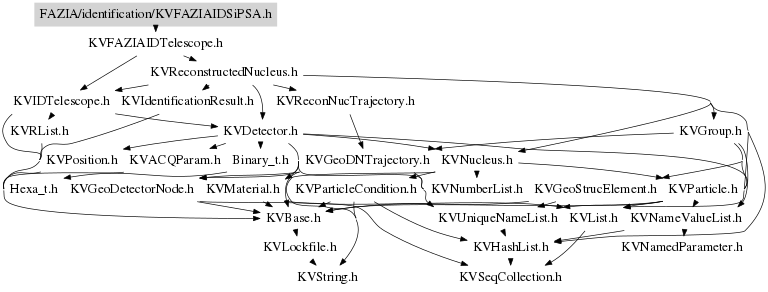 FAZIA/identification/KVFAZIAIDSiPSA.h
KVFAZIAIDTelescope.h
KVReconstructedNucleus.h
KVIDTelescope.h KVIdentificationResult.h KVReconNucTrajectory.h
KVRList.h KVDetector.h KVGroup.h
KVPosition.h KVACQParam.h Binary_t.h KVGeoDNTrajectory.h KVNucleus.h
Hexa_t.h KVGeoDetectorNode.h KVMaterial.h KVParticleCondition.h KVNumberList.h KVGeoStrucElement.h KVParticle.h
KVBase.h KVUniqueNameList.h KVList.h KVNameValueList.h
KVLockfile.h KVHashList.h KVNamedParameter.h
KVString.h KVSeqCollection.h